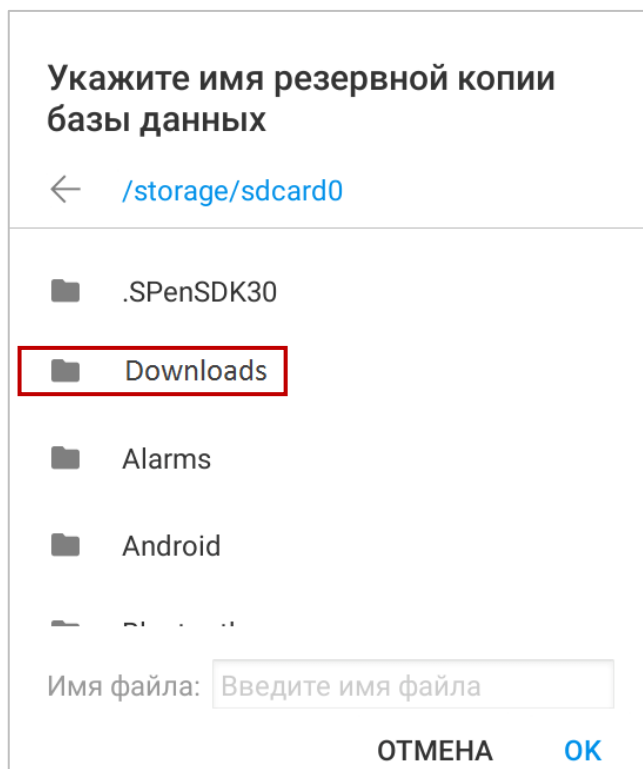 Укажите имя резервной копии
базы данных
/storage/sdcard0
.SPenSDK30
Downloads
Alarms
Android
Имя файла: Введите имя файла
ОТМЕНА OK